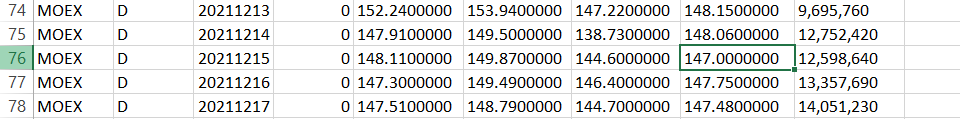 74 MOEX D 20211213 0 152.2400000 153.9400000 147.2200000 148.1500000 9,695,760
75 MOEX D 20211214 0 147.9100000 149.5000000 138.7300000 148.0600000 12,752,420
76 MOEX D 20211215 0 148.1100000 149.8700000 144.6000000 147.0000000 12,598,640
77 MOEX D 20211216 0 147.3000000 149.4900000 146.4000000 147.7500000 13,357,690
78 MOEX D 20211217 0 147.5100000 148.7900000 144.7000000 147.4800000 14,051,230